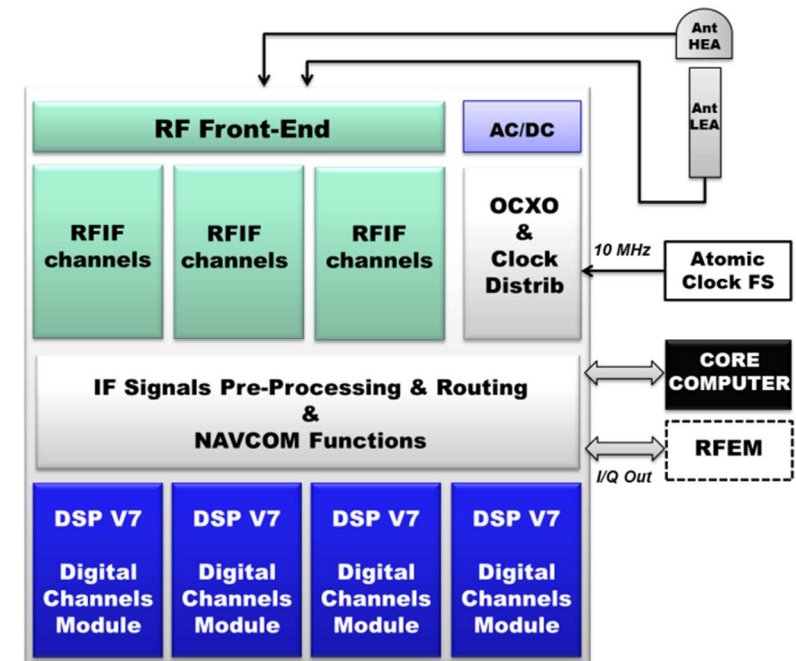 Ant
HEA
Ant
LEA
RF Front-End
AC/DC
RFIF
channels
RFIF
channels
RFIF
channels
OCXO
&
Clock
Distrib
10 MHz
Atomic
Clock FS
IF Signals Pre-Processing & Routing
&
NAVCOM Functions
CORE
COMPUTER
RFEM
I/Q Out
DSP V7
Digital
Channels
Module
DSP V7
Digital
Channels
Module
DSP V7
Digital
Channels
Module
DSP V7
Digital
Channels
Module